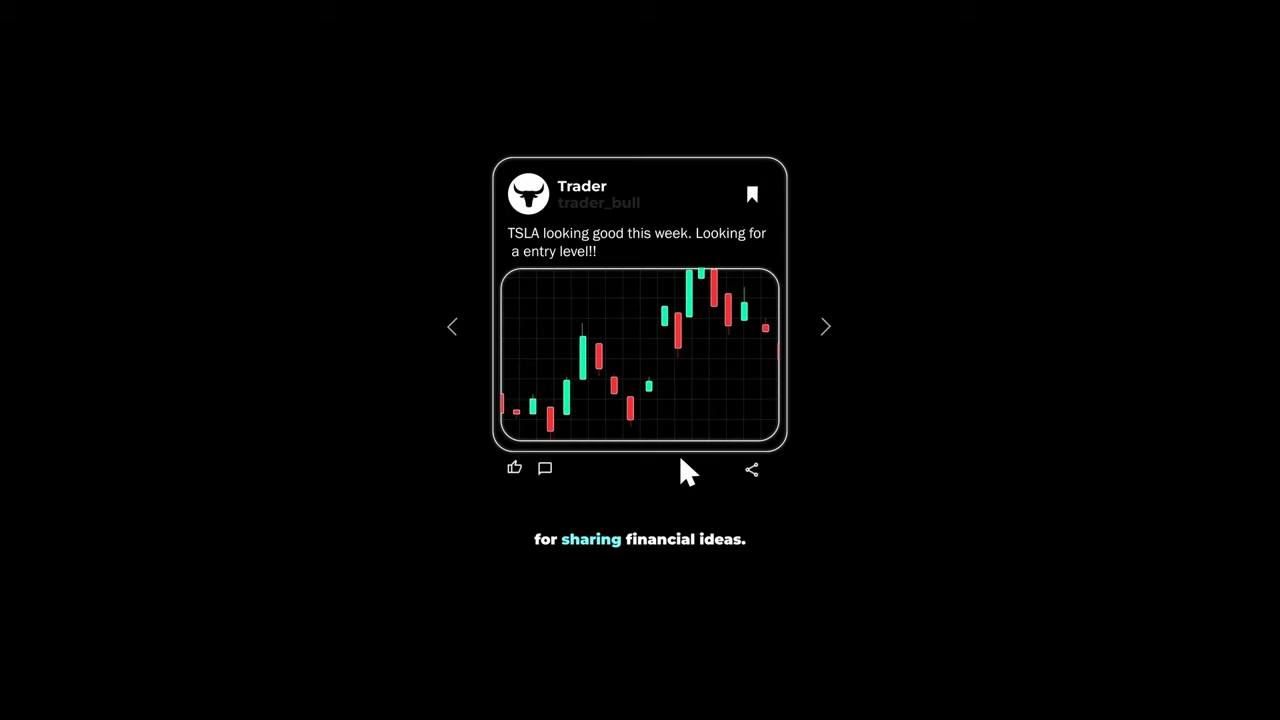 Trader
trader_bull
TSLA looking good this week. Looking for
a entry level!!
for sharing financial ideas.